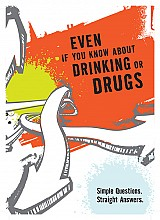 EVEN
IF YOU KNOW ABOUT
DRINKING OR
DRUGS
Simple Questions.
Straight Answers.